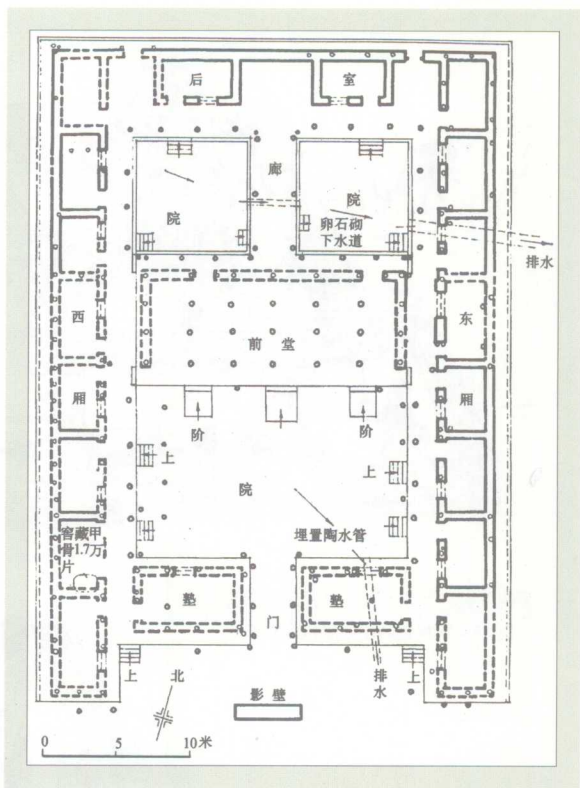 后
室
廊
院
院
卵石砌
下水道
排水
西
东
前堂
厢
厢
阶
阶
上
上
院
窖藏甲
骨1.7万
片
埋置陶水管
塾
塾
门
上
北
排水
上
影壁
0 5 10米